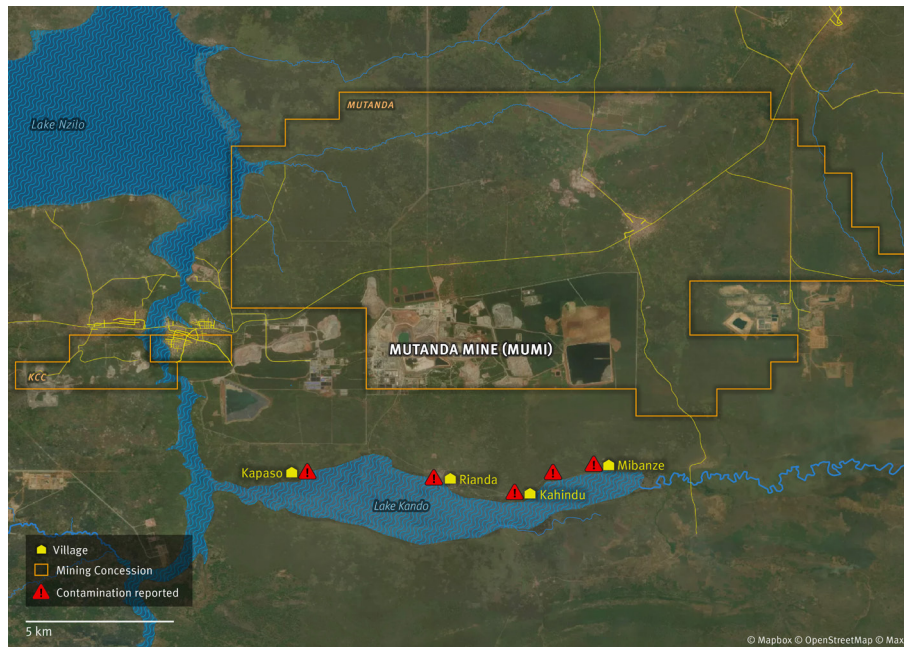 MUTANDA
Lake Nzilo
MUTANDA MINE (MUMI)
KCC
Kapaso
Rianda
Mibanze
Kahindu
Lake Kando
Village
Mining Concession
Contamination reported
5 km
© Mapbox © OpenStreetMap © Max